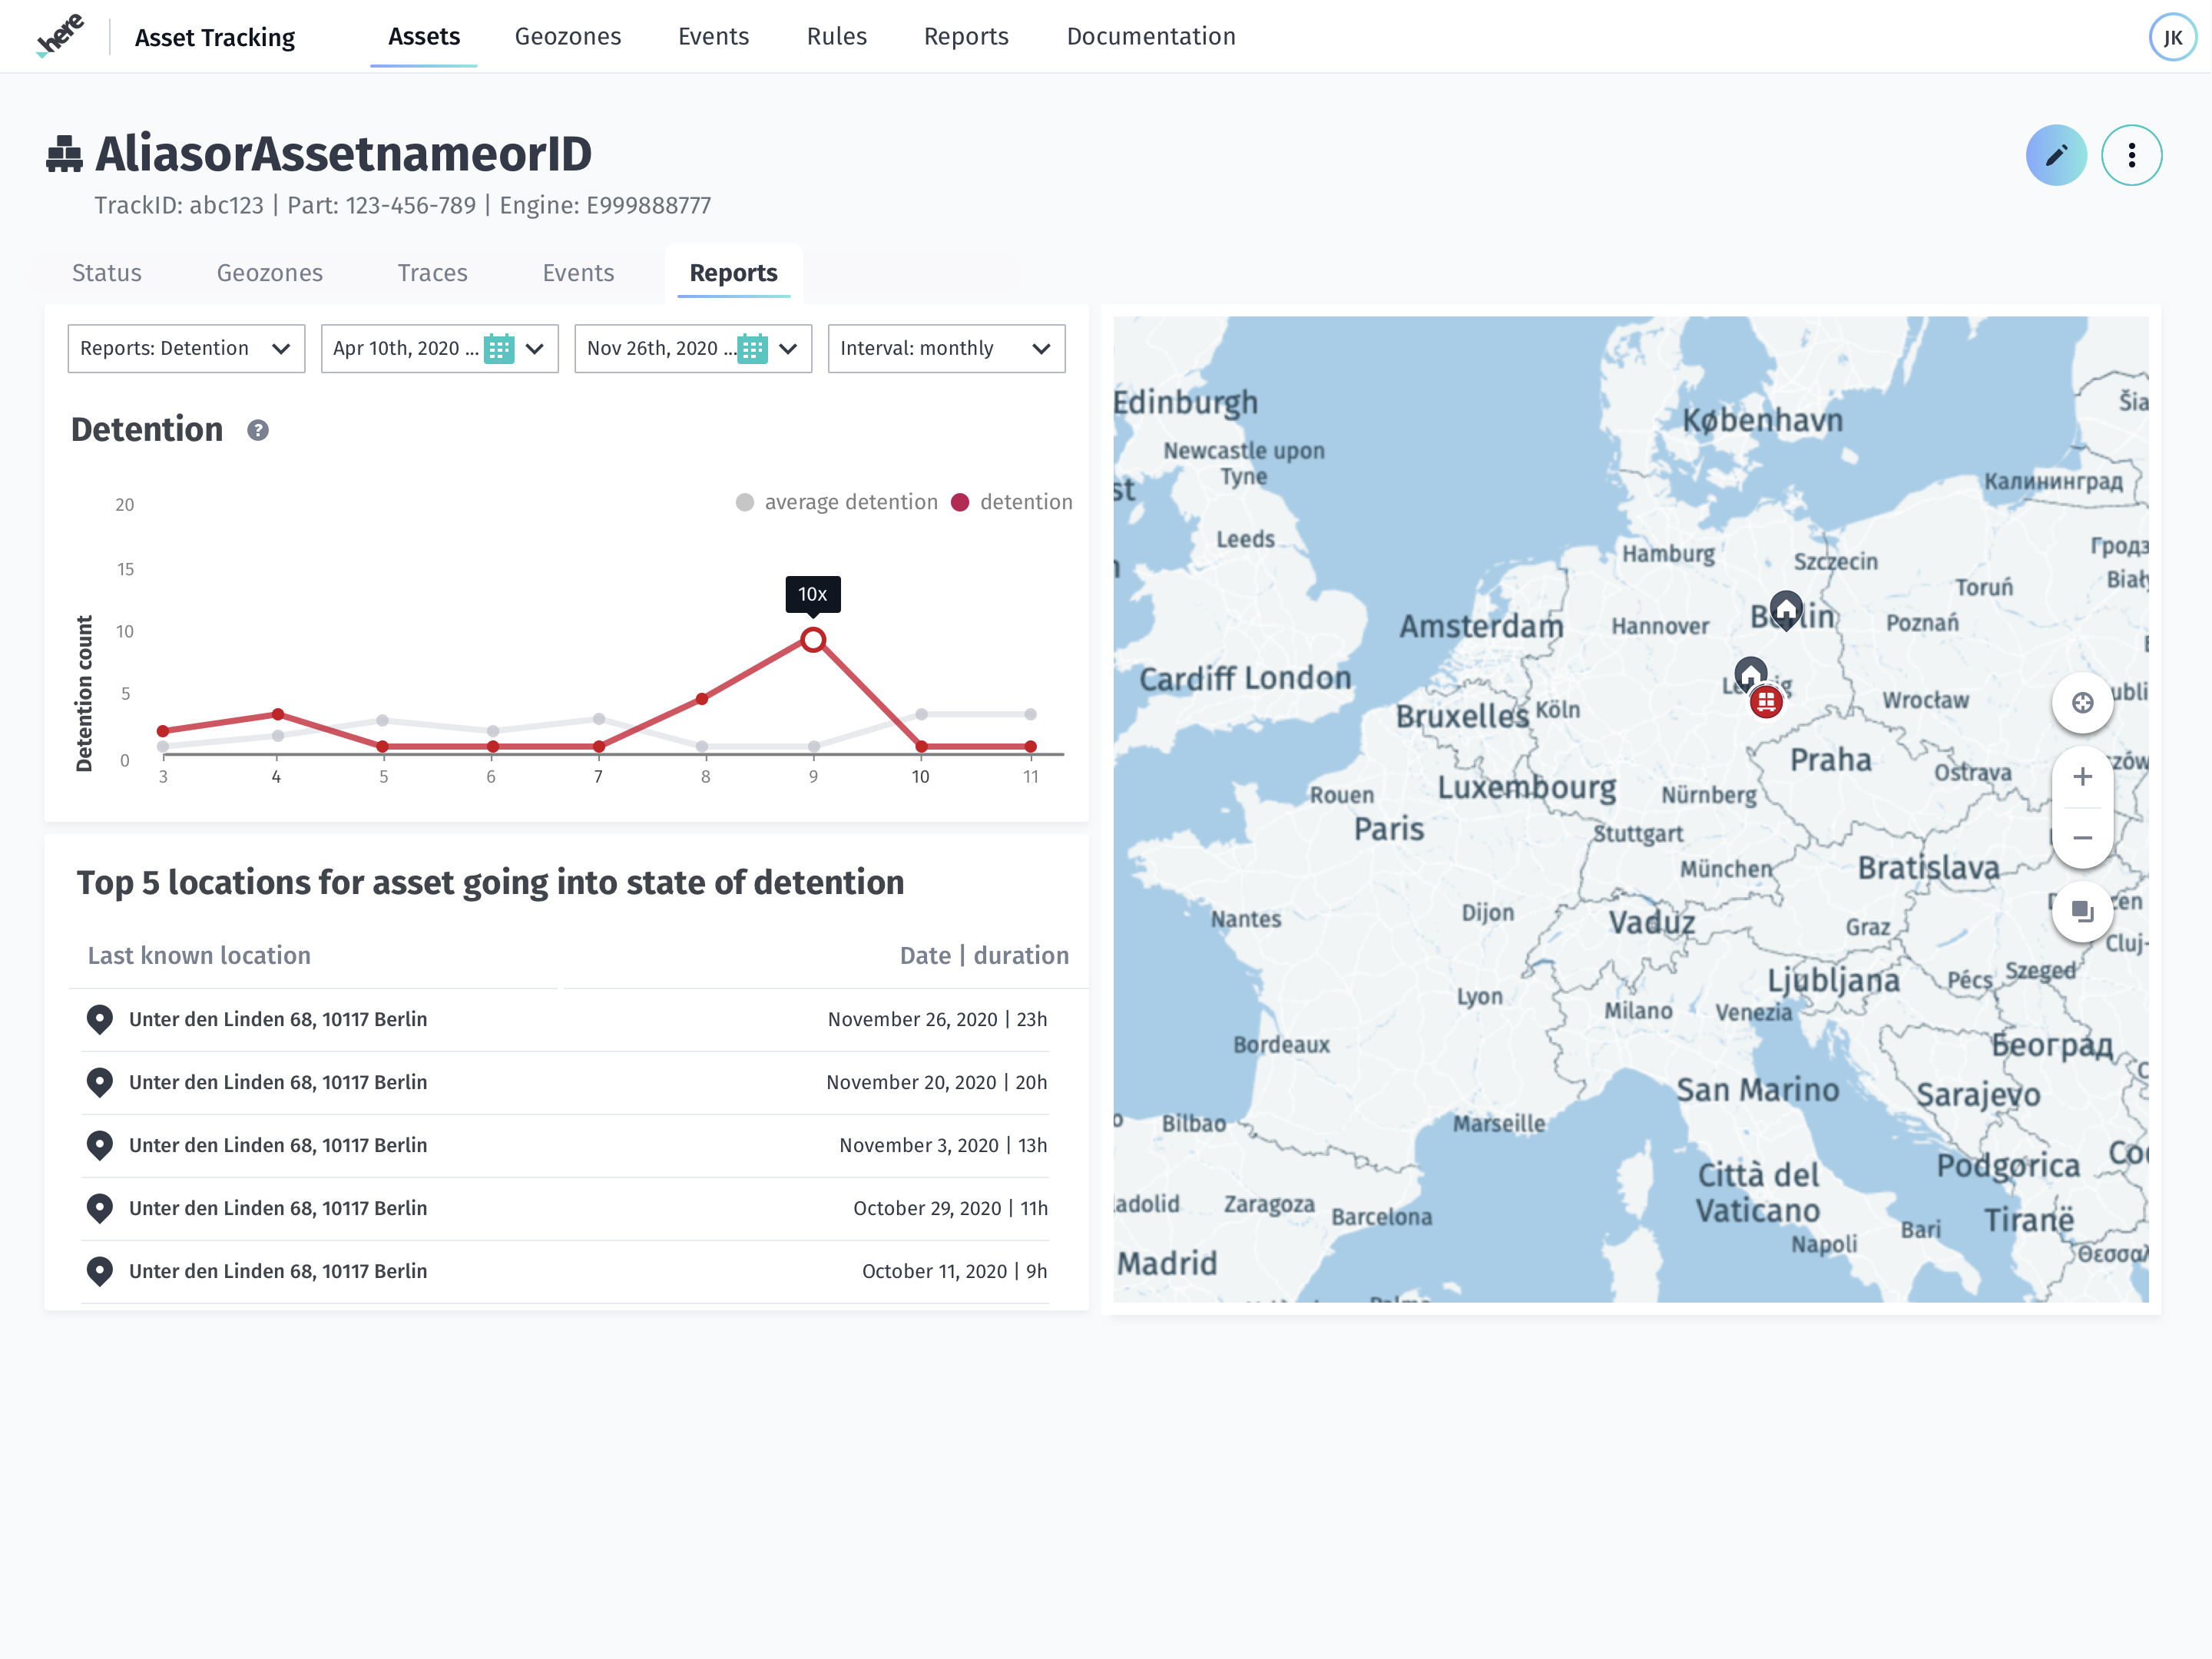 here
Asset Tracking
Assets
Geozones
Events
Rules
Reports
Documentation
JK
AliasorAssetnameorID
TrackID: abc123 | Part: 123-456-789 | Engine: E999888777
Status
Geozones
Traces
Events
Reports
Reports: Detention
Apr 10th, 2020 ...
Nov 26th, 2020 ...
Interval: monthly
Detention
?
average detention
detention
Detention count
20
15
10
5
0
10x
3
4
5
6
7
8
9
10
11
Top 5 locations for asset going into state of detention
Last known location
Date | duration
Unter den Linden 68, 10117 Berlin
November 26, 2020 | 23h
Unter den Linden 68, 10117 Berlin
November 20, 2020 | 20h
Unter den Linden 68, 10117 Berlin
November 3, 2020 | 13h
Unter den Linden 68, 10117 Berlin
October 29, 2020 | 11h
Unter den Linden 68, 10117 Berlin
October 11, 2020 | 9h
Edinburgh
København
Šia
Newcastle upon
Tyne
st
Калининград
Leeds
Hamburg
Szczecin
Гродз
Toruń
Biały
Amsterdam
Hannover
Poznań
Cardiff
London
Wrocław
ubli
Bruxelles
Köln
Praha
Ostrava
zów
Rouen
Luxembourg
Nürnberg
Paris
Stuttgart
München
Bratislava
Nantes
Dijon
Vaduz
Graz
zen
Cluj-
Lyon
Ljubljana
Pécs
Szeged
Milano
Venezia
Bordeaux
Београд
San Marino
Sarajevo
Bilbao
Marseille
Podgorica
Città del
Vaticano
adolid
Zaragoza
Barcelona
Bari
Tiranë
Napoli
Madrid